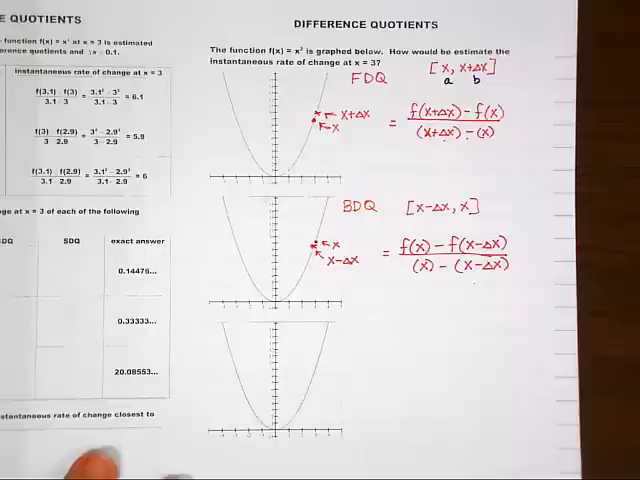 E QUOTIENTS
function f(x) = x² at x = 3 is estimated
erence quotients and Δx = 0.1.
instantaneous rate of change at x = 3
f(3.1) - f(3) / 3.1 - 3 = 3.1² - 3² / 3.1 - 3 = 6.1
f(3) f(2.9) / 3 2.9 = 3² - 2.9² / 3 - 2.9 = 5.9
f(3.1) f(2.9) / 3.1 2.9 = 3.1² - 2.9² / 3.1 - 2.9 = 6
ge at x = 3 of each of the following
DQ SDQ exact answer
0.14476...
0.33333...
20.08553...
stantaneous rate of change closest to
DIFFERENCE QUOTIENTS
The function f(x) = x² is graphed below. How would be estimate the
instantaneous rate of change at x = 3?
FDQ [x, x+Δx]
a b
x+Δx
x
= f(x+Δx) - f(x) / (x+Δx) - (x)
BDQ [x-Δx, x]
x
x-Δx
= f(x) - f(x-Δx) / (x) - (x-Δx)